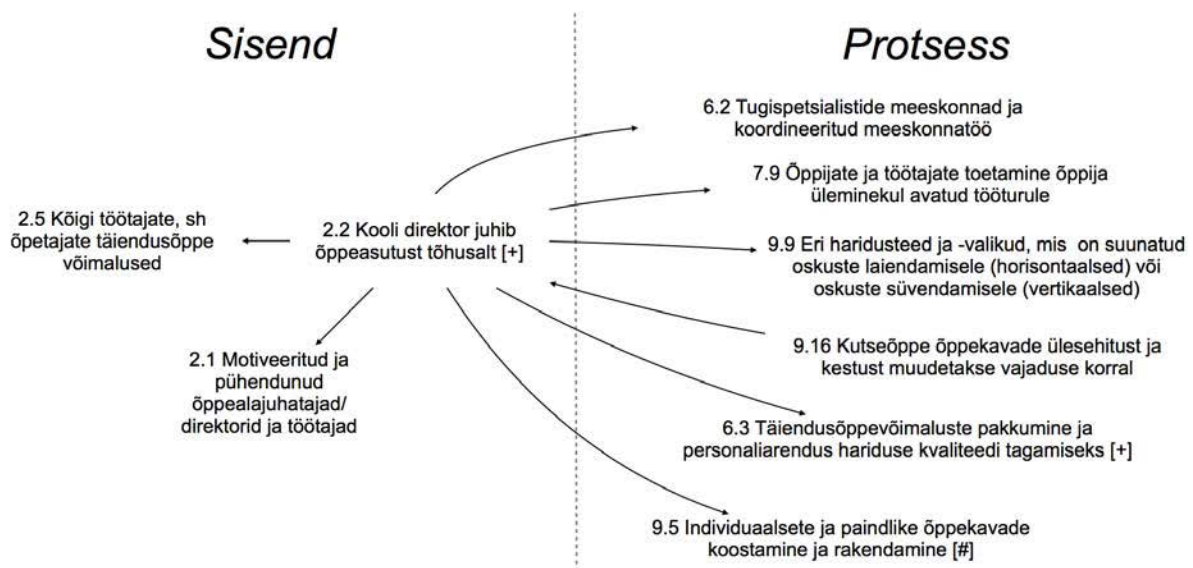 Sisend
Protsess
6.2 Tugispetsialistide meeskonnad ja
koordineeritud meeskonnatöö
7.9 Õppijate ja töötajate toetamine õppija
üleminekul avatud tööturule
2.5 Kõigi töötajate, sh
õpetajate täiendusõppe
võimalused
2.2 Kooli direktor juhib
õppeasutust tõhusalt [+]
9.9 Eri haridusteed ja -valikud, mis on suunatud
oskuste laiendamisele (horisontaalsed) või
oskuste süvendamisele (vertikaalsed)
9.16 Kutseõppe õppekavade ülesehitust ja
kestust muudetakse vajaduse korral
2.1 Motiveeritud ja
pühendunud
õppealajuhatajad/
direktorid ja töötajad
6.3 Täiendusõppevõimaluste pakkumine ja
personaliarendus hariduse kvaliteedi tagamiseks [+]
9.5 Individuaalsete ja paindlike õppekavade
koostamine ja rakendamine [#]